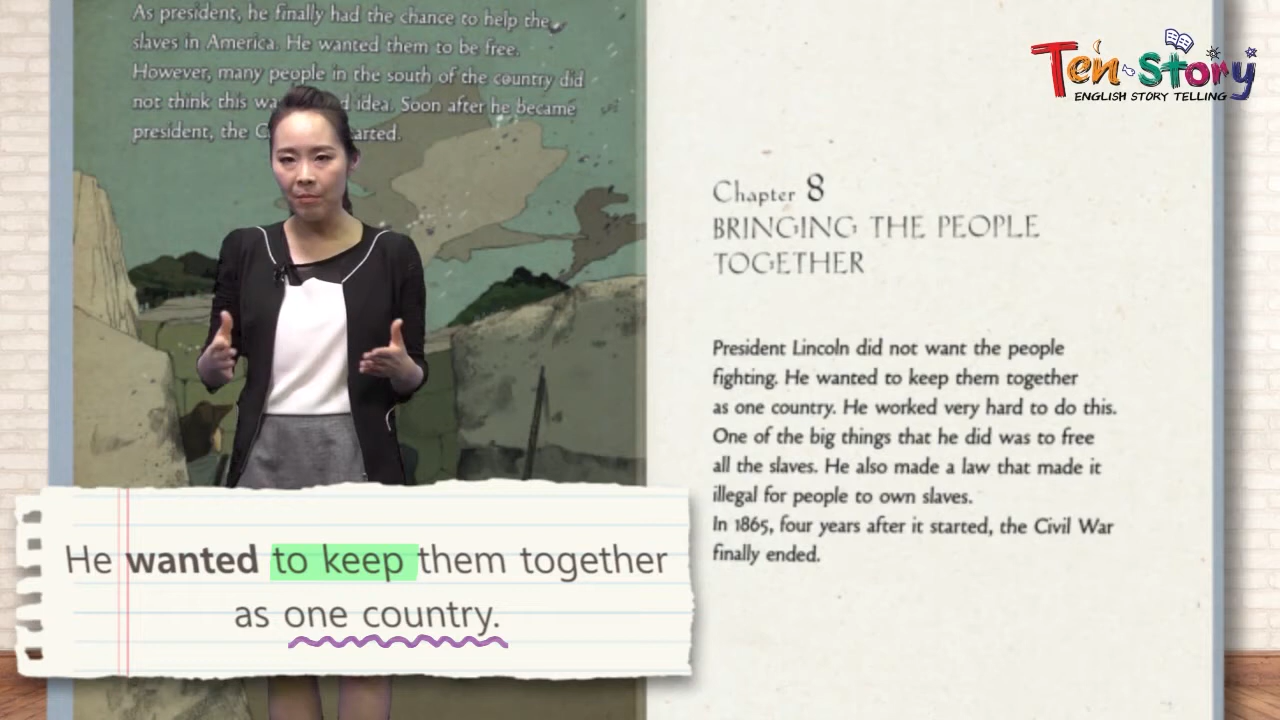 As president, he finally had the chance to help the
slaves in America. He wanted them to be free.
However, many people in the south of the country did
not think this wa d idea. Soon after he became
president, the C arted.
Ten Story
ENGLISH STORY TELLING
Chapter 8
BRINGING THE PEOPLE
TOGETHER
President Lincoln did not want the people
fighting. He wanted to keep them together
as one country. He worked very hard to do this.
One of the big things that he did was to free
all the slaves. He also made a law that made it
illegal for people to own slaves.
In 1865, four years after it started, the Civil War
finally ended.
He wanted to keep them together
as one country.